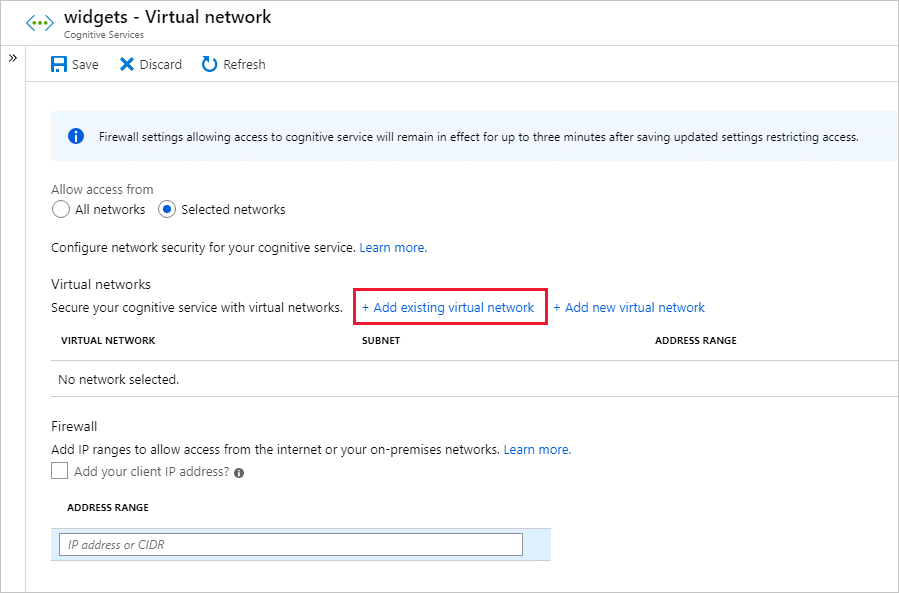 widgets - Virtual network
Cognitive Services
»
Save Discard Refresh
Firewall settings allowing access to cognitive service will remain in effect for up to three minutes after saving updated settings restricting access.
Allow access from
All networks Selected networks
Configure network security for your cognitive service. Learn more.
Virtual networks
Secure your cognitive service with virtual networks. + Add existing virtual network + Add new virtual network
VIRTUAL NETWORK SUBNET ADDRESS RANGE
No network selected.
Firewall
Add IP ranges to allow access from the internet or your on-premises networks. Learn more.
Add your client IP address?
ADDRESS RANGE
IP address or CIDR